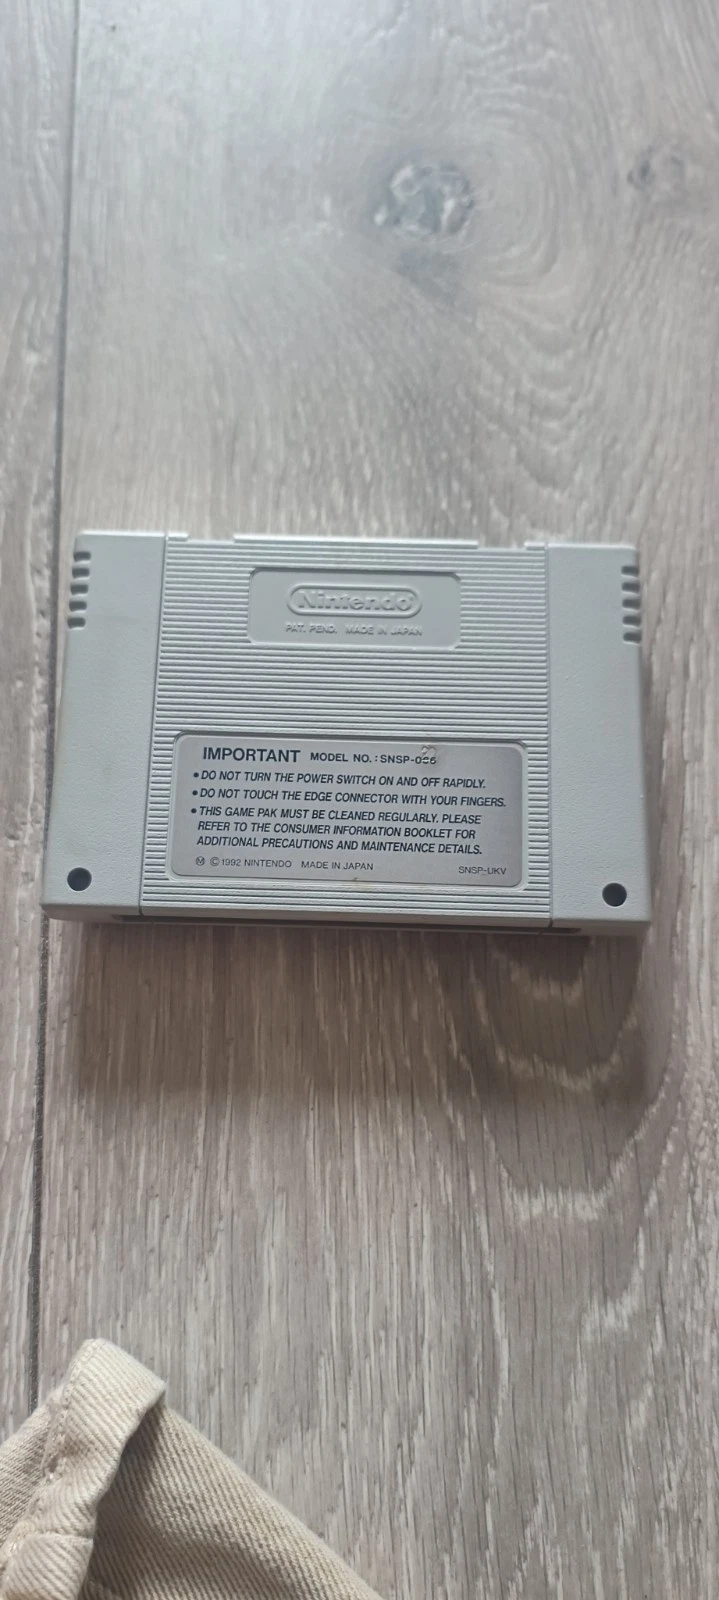 Nintendo
PAT. PEND. MADE IN JAPAN
IMPORTANT MODEL NO.:
• DO NOT TURN THE POWER SWITCH ON AND OFF RAPIDLY.
• DO NOT TOUCH THE EDGE CONNECTOR WITH YOUR FINGERS.
• THIS GAME PAK MUST BE CLEANED REGULARLY. PLEASE
REFER TO THE CONSUMER INFORMATION BOOKLET FOR
ADDITIONAL PRECAUTIONS AND MAINTENANCE DETAILS.
Ⓜ © 1992 NINTENDO MADE IN JAPAN SNSP-UKV